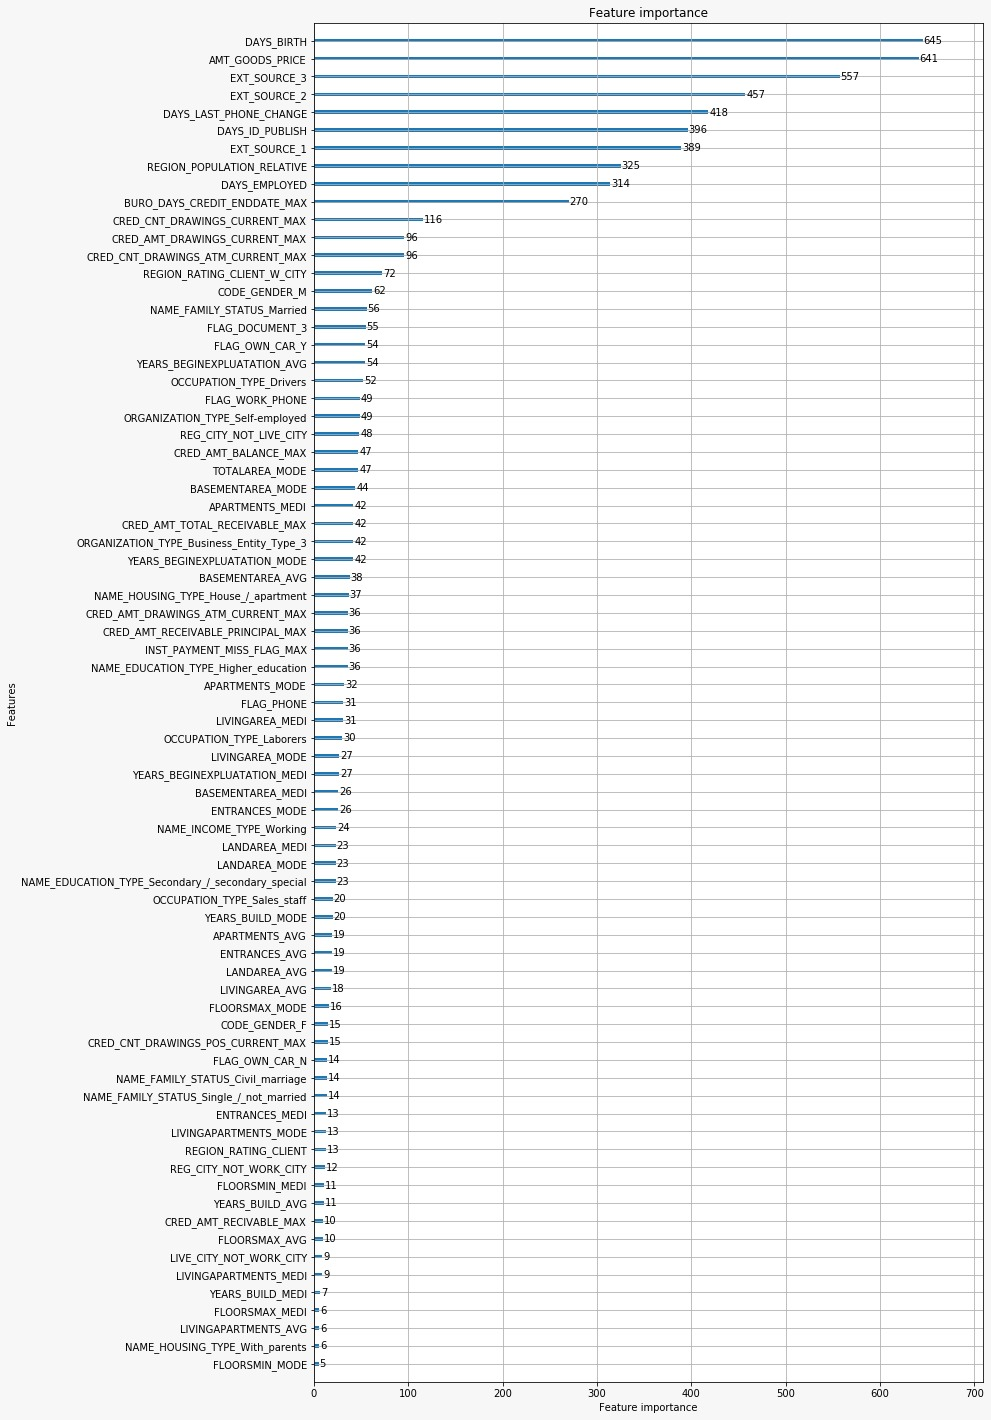 Feature importance
DAYS_BIRTH 645
AMT_GOODS_PRICE 641
EXT_SOURCE_3 557
EXT_SOURCE_2 457
DAYS_LAST_PHONE_CHANGE 418
DAYS_ID_PUBLISH 396
EXT_SOURCE_1 389
REGION_POPULATION_RELATIVE 325
DAYS_EMPLOYED 314
BURO_DAYS_CREDIT_ENDDATE_MAX 270
CRED_CNT_DRAWINGS_CURRENT_MAX 116
CRED_AMT_DRAWINGS_CURRENT_MAX 96
CRED_CNT_DRAWINGS_ATM_CURRENT_MAX 96
REGION_RATING_CLIENT_W_CITY 72
CODE_GENDER_M 62
NAME_FAMILY_STATUS_Married 56
FLAG_DOCUMENT_3 55
FLAG_OWN_CAR_Y 54
YEARS_BEGINEXPLUATATION_AVG 54
OCCUPATION_TYPE_Drivers 52
FLAG_WORK_PHONE 49
ORGANIZATION_TYPE_Self-employed 49
REG_CITY_NOT_LIVE_CITY 48
CRED_AMT_BALANCE_MAX 47
TOTALAREA_MODE 47
BASEMENTAREA_MODE 44
APARTMENTS_MEDI 42
CRED_AMT_TOTAL_RECEIVABLE_MAX 42
ORGANIZATION_TYPE_Business_Entity_Type_3 42
YEARS_BEGINEXPLUATATION_MODE 42
BASEMENTAREA_AVG 38
NAME_HOUSING_TYPE_House_/_apartment 37
CRED_AMT_DRAWINGS_ATM_CURRENT_MAX 36
CRED_AMT_RECEIVABLE_PRINCIPAL_MAX 36
INST_PAYMENT_MISS_FLAG_MAX 36
NAME_EDUCATION_TYPE_Higher_education 36
APARTMENTS_MODE 32
FLAG_PHONE 31
LIVINGAREA_MEDI 31
OCCUPATION_TYPE_Laborers 30
LIVINGAREA_MODE 27
YEARS_BEGINEXPLUATATION_MEDI 27
BASEMENTAREA_MEDI 26
ENTRANCES_MODE 26
NAME_INCOME_TYPE_Working 24
LANDAREA_MEDI 23
LANDAREA_MODE 23
NAME_EDUCATION_TYPE_Secondary_/_secondary_special 23
OCCUPATION_TYPE_Sales_staff 20
YEARS_BUILD_MODE 20
APARTMENTS_AVG 19
ENTRANCES_AVG 19
LANDAREA_AVG 19
LIVINGAREA_AVG 18
FLOORSMAX_MODE 16
CODE_GENDER_F 15
CRED_CNT_DRAWINGS_POS_CURRENT_MAX 15
FLAG_OWN_CAR_N 14
NAME_FAMILY_STATUS_Civil_marriage 14
NAME_FAMILY_STATUS_Single_/_not_married 14
ENTRANCES_MEDI 13
LIVINGAPARTMENTS_MODE 13
REGION_RATING_CLIENT 13
REG_CITY_NOT_WORK_CITY 12
FLOORSMIN_MEDI 11
YEARS_BUILD_AVG 11
CRED_AMT_RECIVABLE_MAX 10
FLOORSMAX_AVG 10
LIVE_CITY_NOT_WORK_CITY 9
LIVINGAPARTMENTS_MEDI 9
YEARS_BUILD_MEDI 7
FLOORSMAX_MEDI 6
LIVINGAPARTMENTS_AVG 6
NAME_HOUSING_TYPE_With_parents 6
FLOORSMIN_MODE 5
0 100 200 300 400 500 600 700
Feature importance
Features